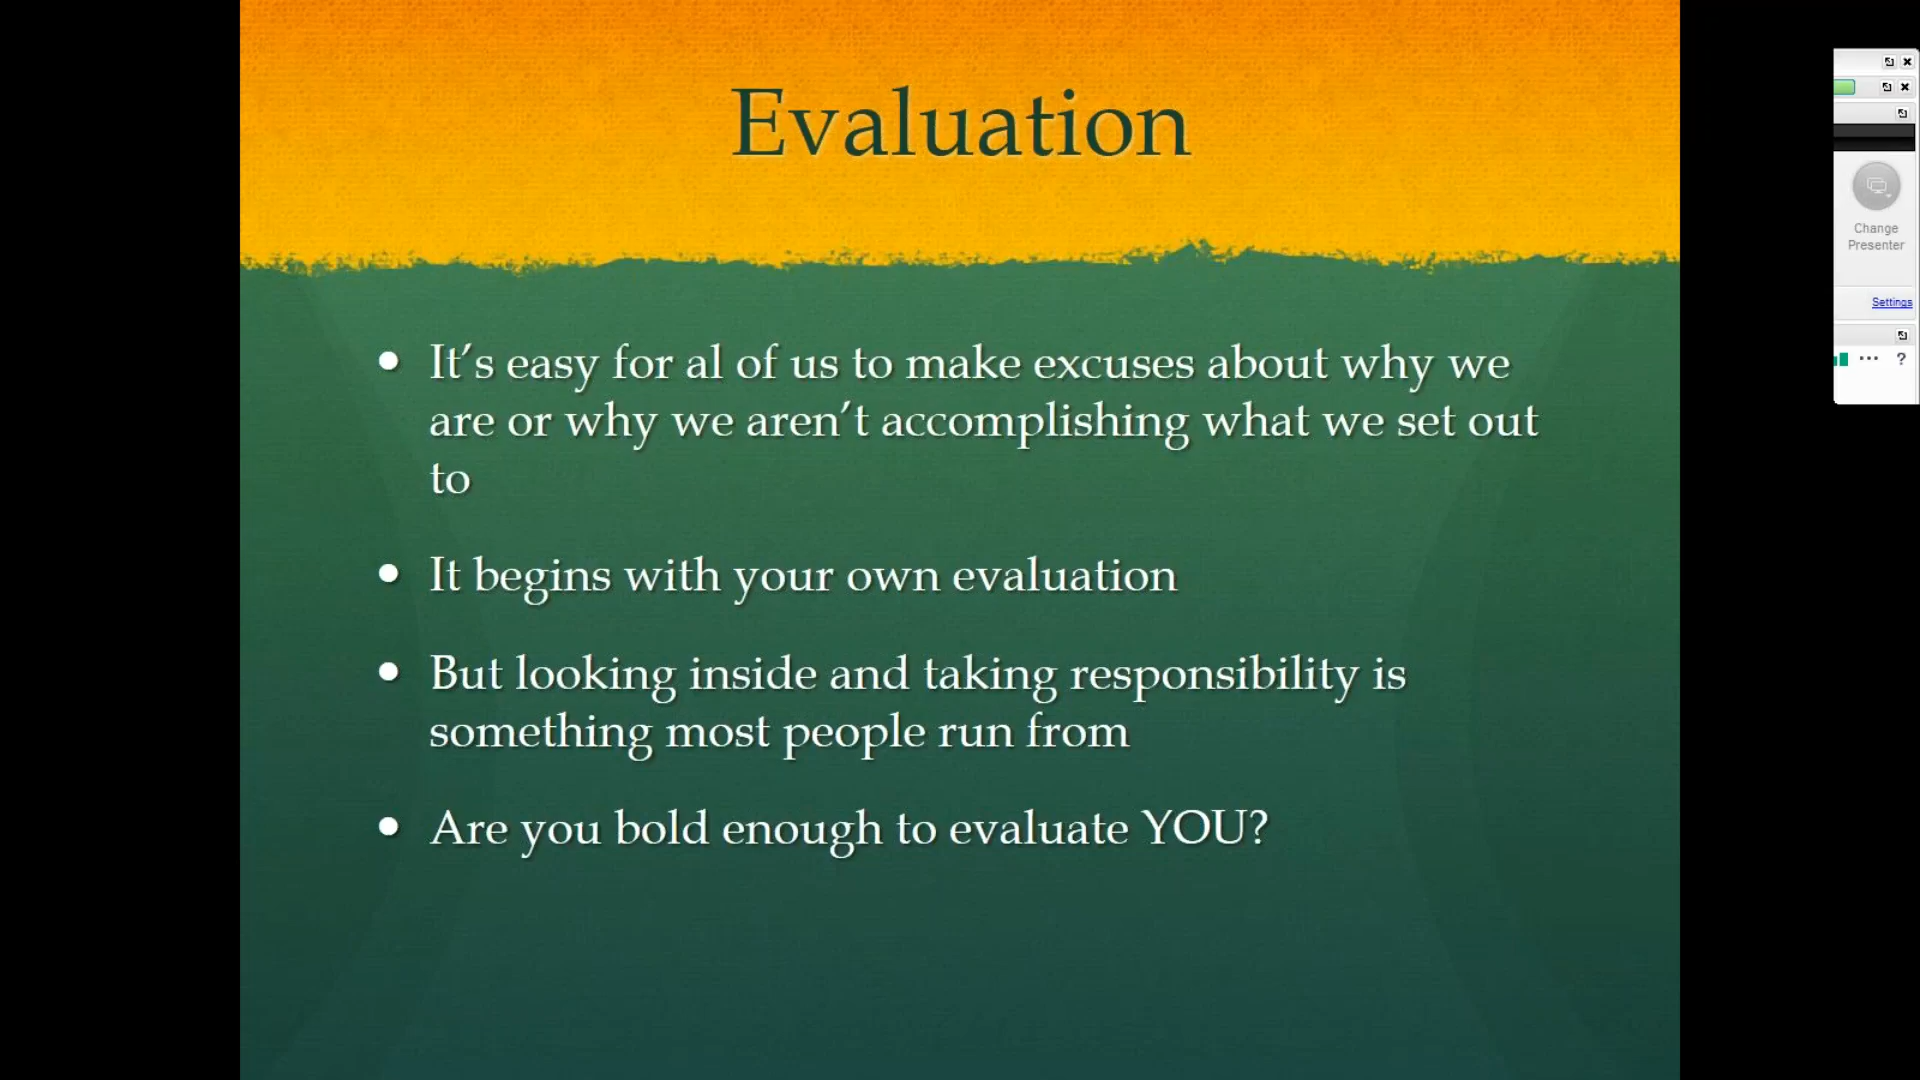 Evaluation
It’s easy for al of us to make excuses about why we
are or why we aren’t accomplishing what we set out
to
It begins with your own evaluation
But looking inside and taking responsibility is
something most people run from
Are you bold enough to evaluate YOU?
Change
Presenter
Settings
?